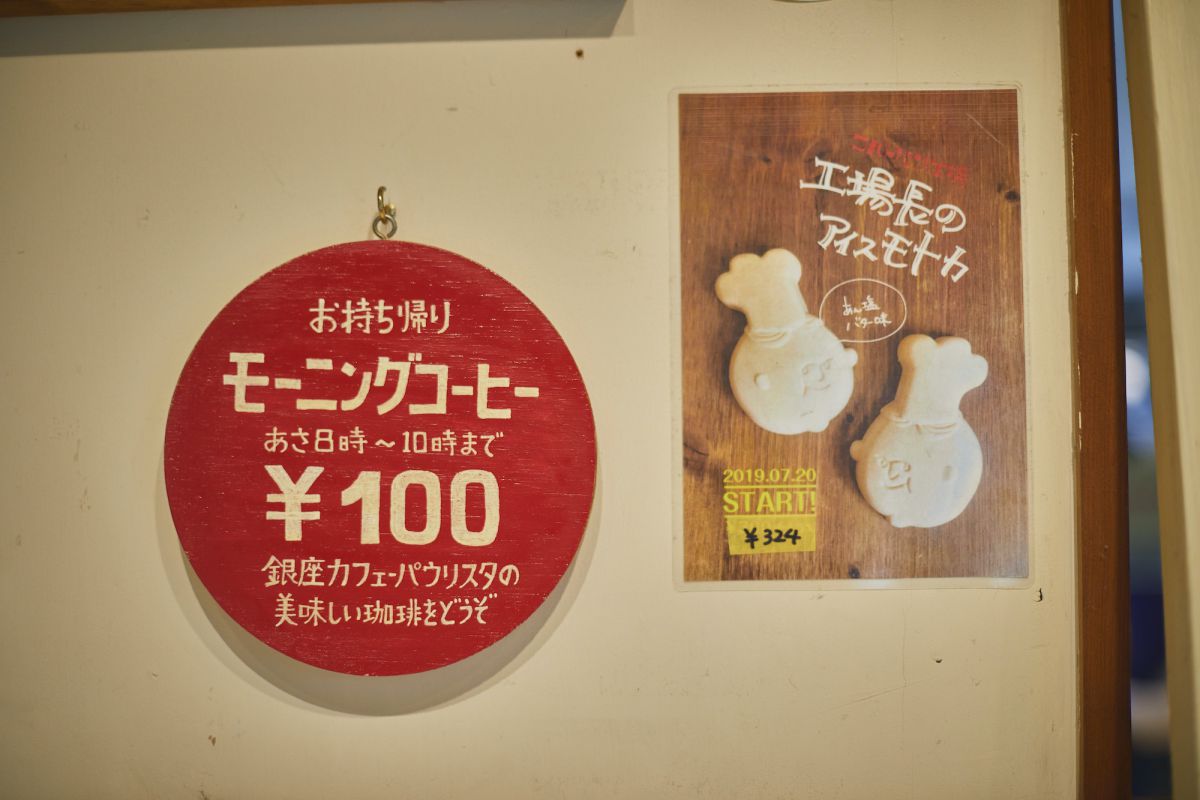 お持ち帰り
モーニングコーヒー
あさ8時～10時まで
¥100
銀座カフェーパウリスタの
美味しい珈琲をどうぞ
工場長の
アイスモナカ
あん塩
バター味
2019.07.20
START!
¥324